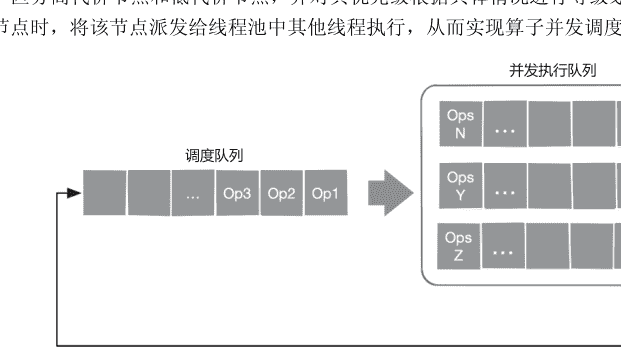 节点时，将该节点派发给线程池中其他线程执行，从而实现算子并发调度
并发执行队列
调度队列
... Op3 Op2 Op1
Ops N ...
Ops Y ...
Ops Z ...